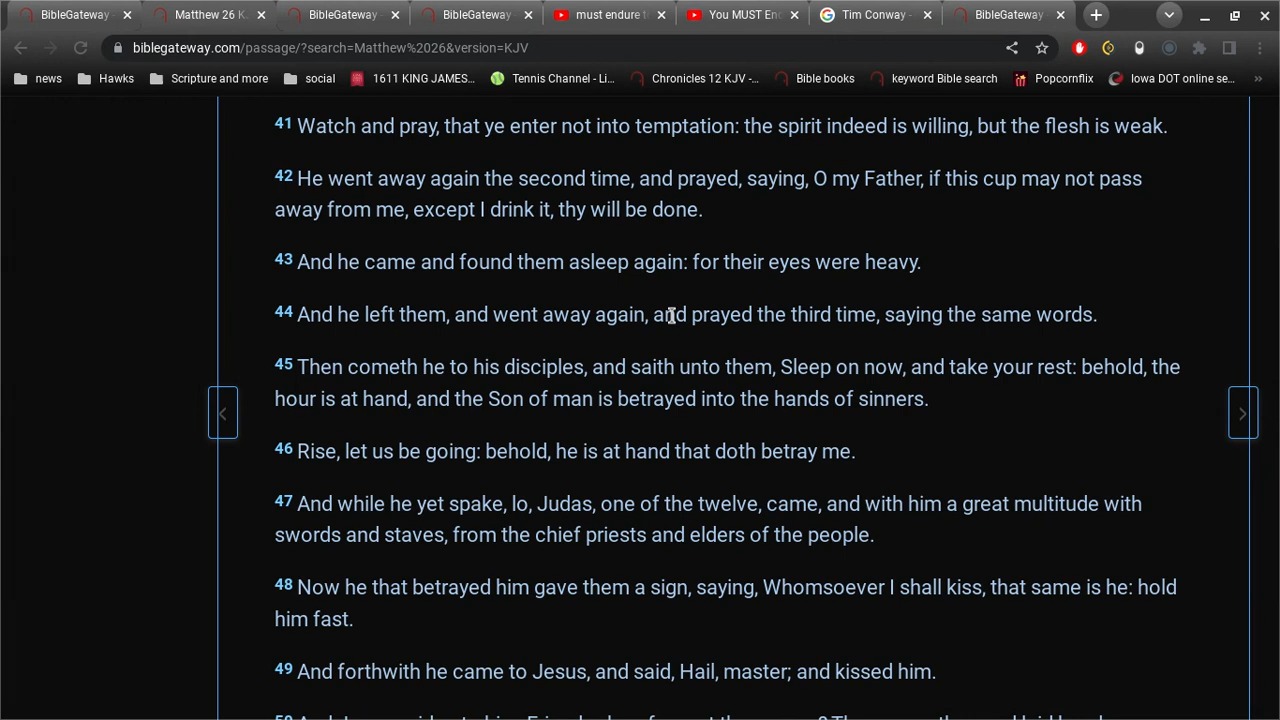 BibleGateway
Matthew 26 K
BibleGateway
BibleGateway
must endure t
You MUST En
Tim Conway -
BibleGateway
biblegateway.com/passage/?search=Matthew%2026&version=KJV
news
Hawks
Scripture and more
social
1611 KING JAMES...
Tennis Channel - Li...
Chronicles 12 KJV -...
Bible books
keyword Bible search
Popcornflix
Iowa DOT online se...
»
41 Watch and pray, that ye enter not into temptation: the spirit indeed is willing, but the flesh is weak.
42 He went away again the second time, and prayed, saying, O my Father, if this cup may not pass
away from me, except I drink it, thy will be done.
43 And he came and found them asleep again: for their eyes were heavy.
44 And he left them, and went away again, and prayed the third time, saying the same words.
45 Then cometh he to his disciples, and saith unto them, Sleep on now, and take your rest: behold, the
hour is at hand, and the Son of man is betrayed into the hands of sinners.
46 Rise, let us be going: behold, he is at hand that doth betray me.
47 And while he yet spake, lo, Judas, one of the twelve, came, and with him a great multitude with
swords and staves, from the chief priests and elders of the people.
48 Now he that betrayed him gave them a sign, saying, Whomsoever I shall kiss, that same is he: hold
him fast.
49 And forthwith he came to Jesus, and said, Hail, master; and kissed him.